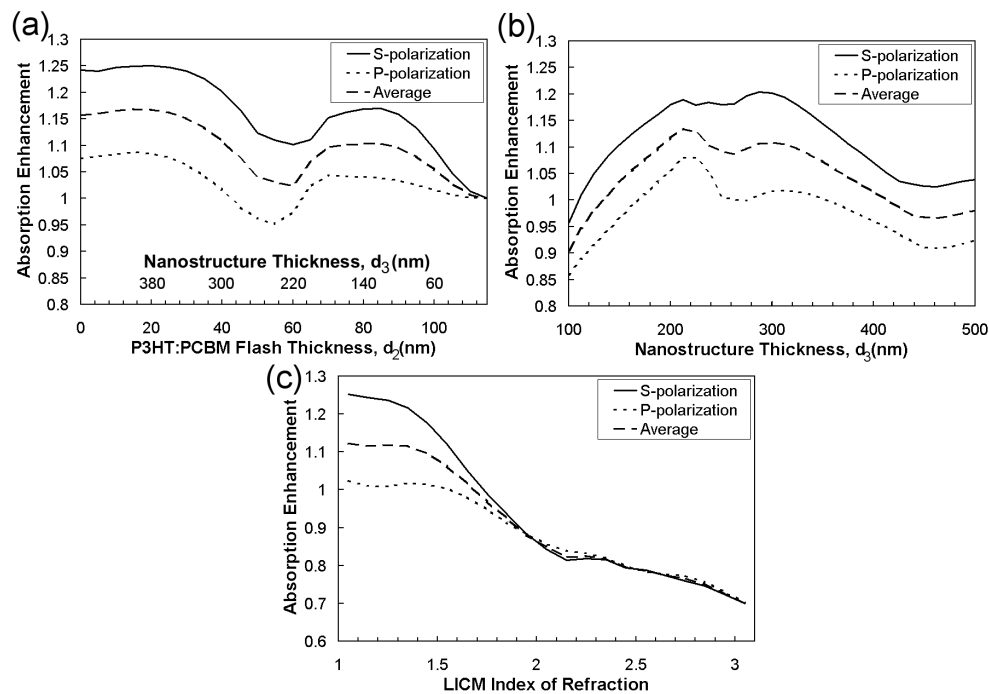 (a)
1.3
1.25
1.2
1.15
1.1
1.05
1
0.95
0.9
0.85
0.8
Absorption Enhancement
S-polarization
P-polarization
Average
Nanostructure Thickness, d3(nm)
380 300 220 140 60
0 20 40 60 80 100
P3HT:PCBM Flash Thickness, d2(nm)
(b)
1.3
1.25
1.2
1.15
1.1
1.05
1
0.95
0.9
0.85
0.8
Absorption Enhancement
S-polarization
P-polarization
Average
100 200 300 400 500
Nanostructure Thickness, d3(nm)
(c)
1.3
1.2
1.1
1
0.9
0.8
0.7
0.6
Absorption Enhancement
S-polarization
P-polarization
Average
1 1.5 2 2.5 3
LICM Index of Refraction